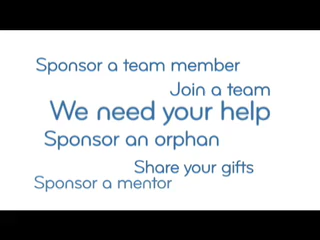 Sponsor a team member
Join a team
We need your help
Sponsor an orphan
Share your gifts
Sponsor a mentor